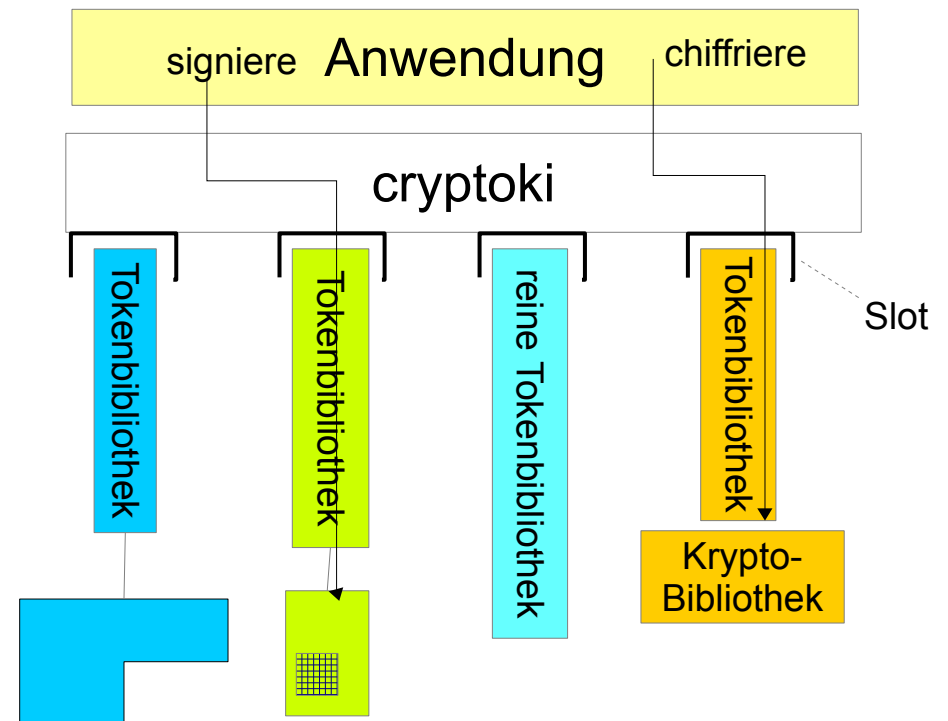 signiere Anwendung chiffriere
cryptoki
Tokenbibliothek
Tokenbibliothek
reine Tokenbibliothek
Tokenbibliothek
Slot
Krypto-
Bibliothek